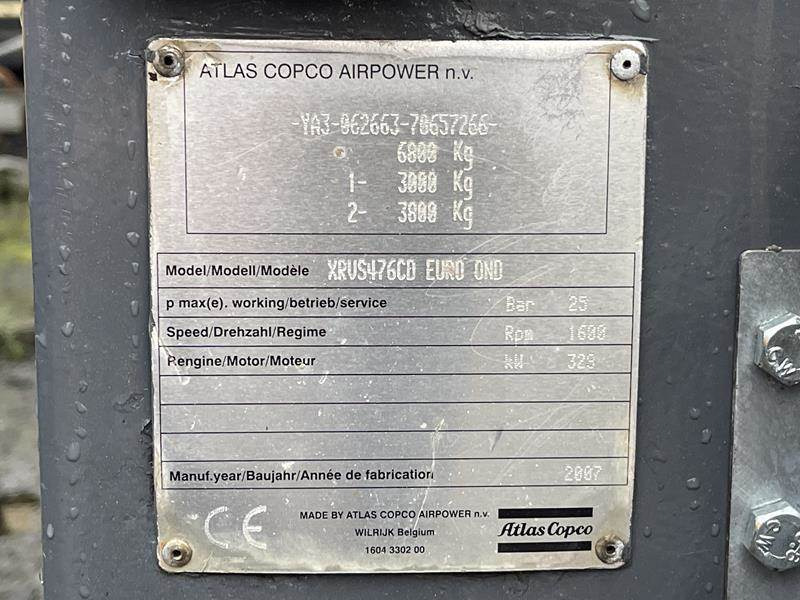 ATLAS COPCO AIRPOWER n.v.
-YA3-062663-70657266-
6800 Kg
1- 3000 Kg
2- 3800 Kg
Model/Modell/Modèle XRVS476CD EURO OND
p max(e). working/betrieb/service Bar 25
Speed/Drehzahl/Regime Rpm 1600
Pengine/Motor/Moteur kW 329
Manuf.year/Baujahr/Année de fabrication 2007
CE
MADE BY ATLAS COPCO AIRPOWER n.v.
WILRIJK Belgium
1604 3302 00
Atlas Copco